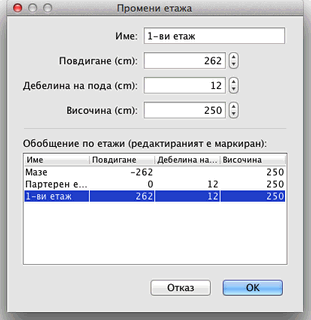 Промени етажа
Име: 1-ви етаж
Повдигане (cm): 262
Дебелина на пода (cm): 12
Височина (cm): 250
Обобщение по етажи (редактираният е маркиран):
Име Повдигане Дебелина на... Височина
Мазе -262 250
Партерен е... 0 12 250
1-ви етаж 262 12 250
Отказ OK